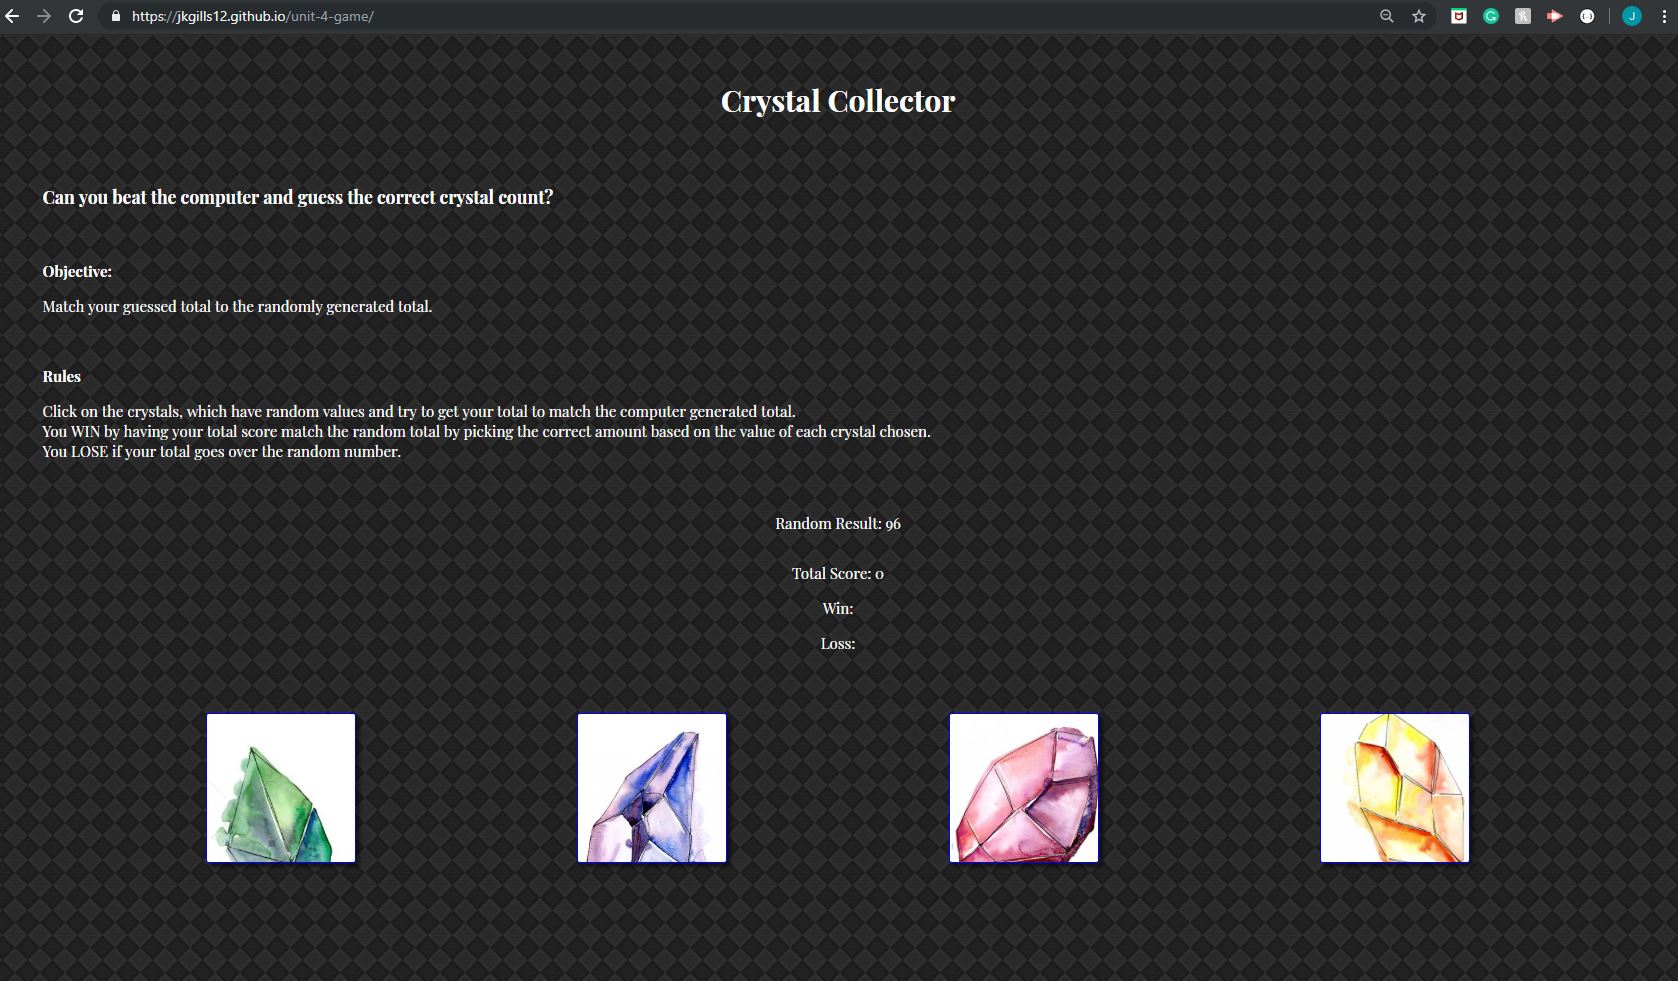 https://jkgills12.github.io/unit-4-game/
J
Crystal Collector
Can you beat the computer and guess the correct crystal count?
Objective:
Match your guessed total to the randomly generated total.
Rules
Click on the crystals, which have random values and try to get your total to match the computer generated total.
You WIN by having your total score match the random total by picking the correct amount based on the value of each crystal chosen.
You LOSE if your total goes over the random number.
Random Result: 96
Total Score: 0
Win:
Loss: